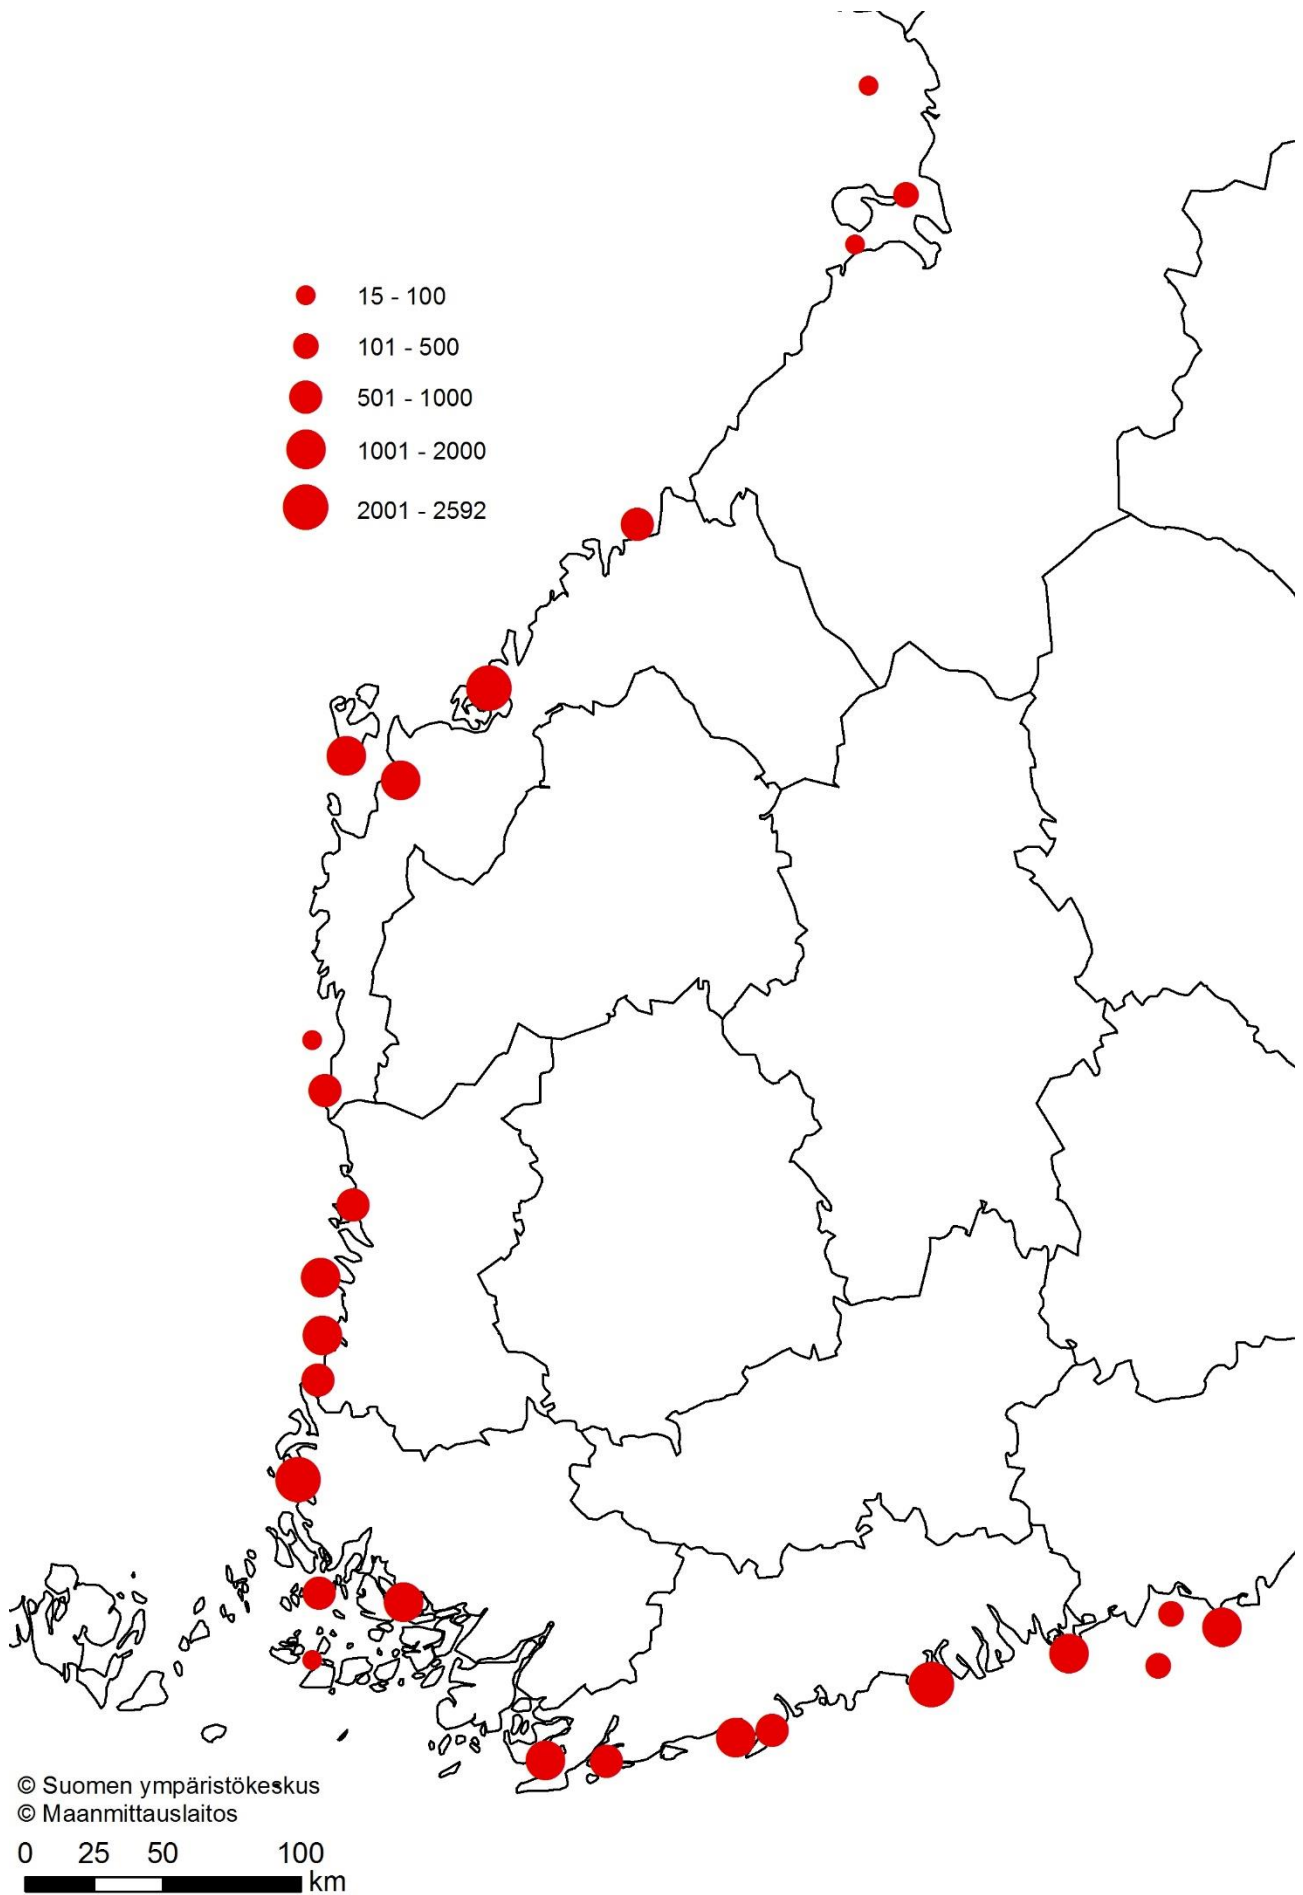 15 - 100
101 - 500
501 - 1000
1001 - 2000
2001 - 2592
© Suomen ympäristökeskus
© Maanmittauslaitos
0 25 50 100
km